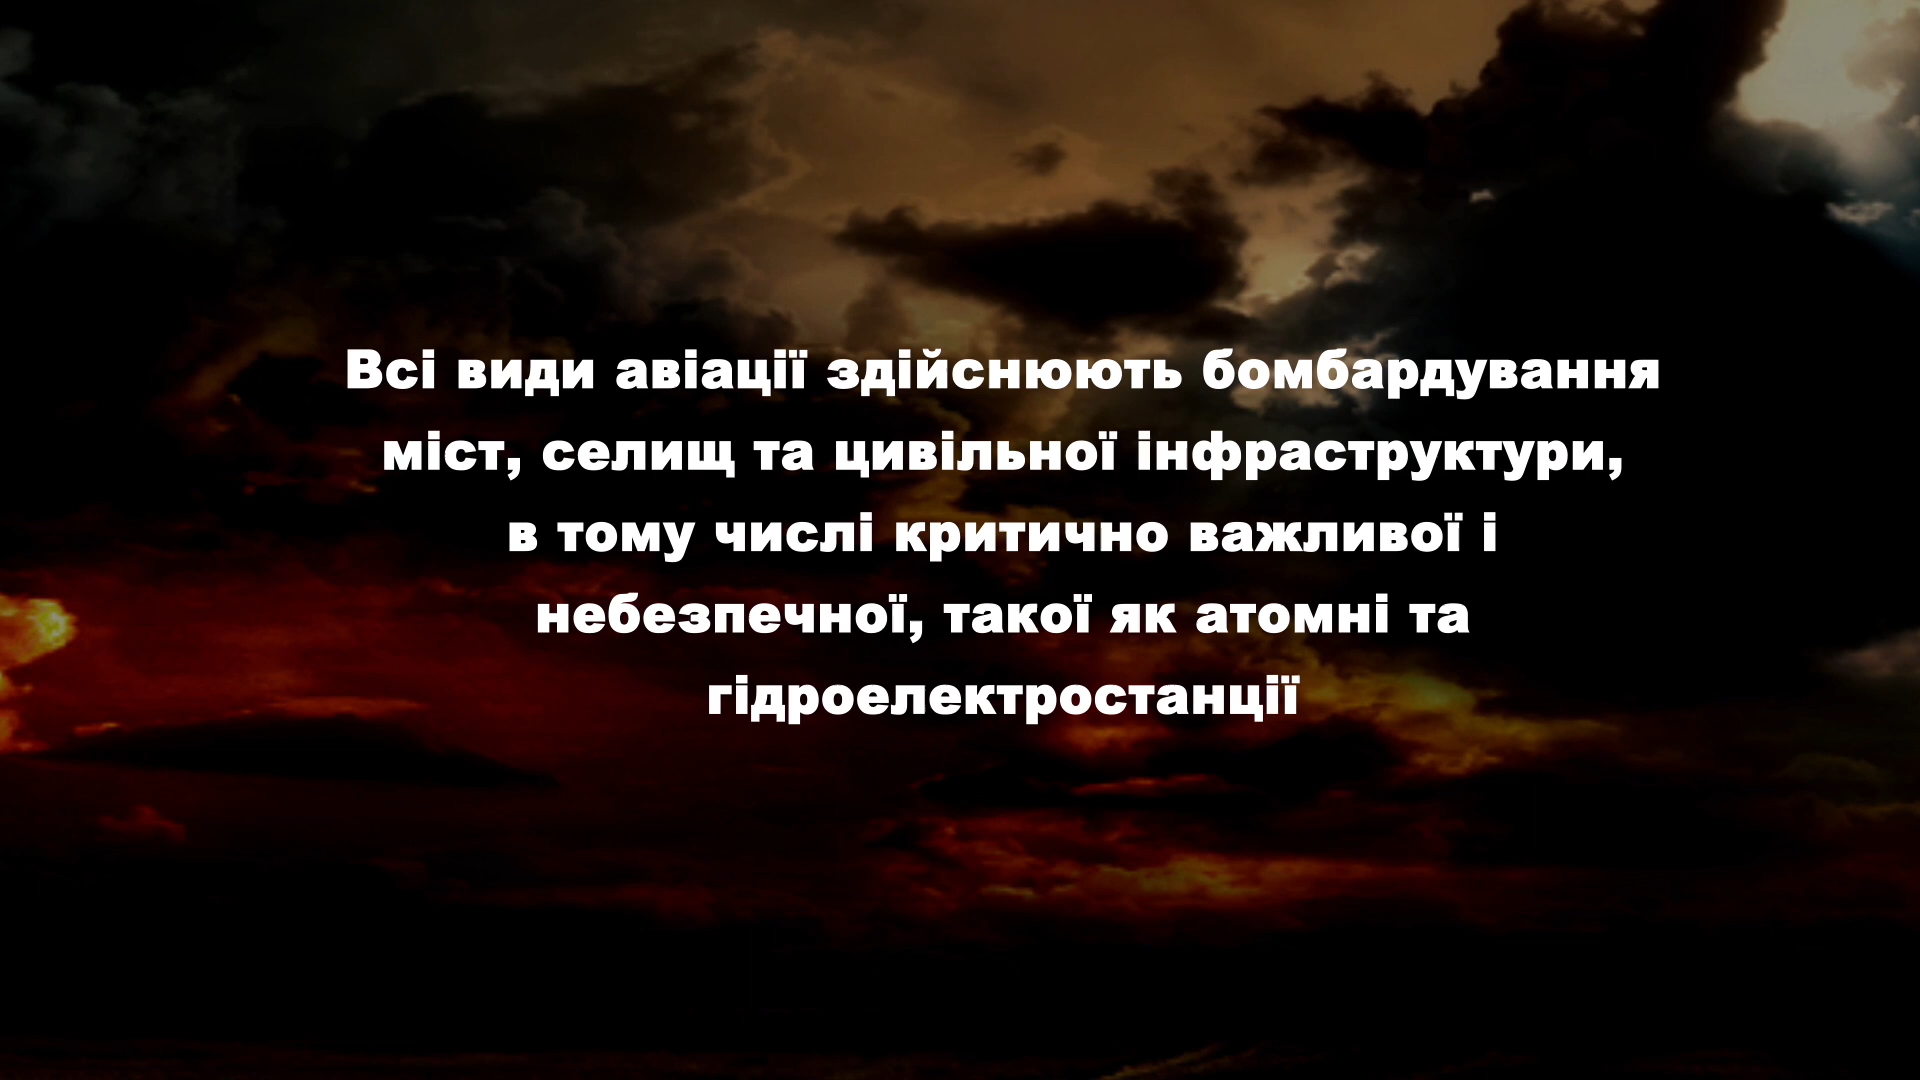 Всі види авіації здійснюють бомбардування
міст, селищ та цивільної інфраструктури,
в тому числі критично важливої і
небезпечної, такої як атомні та
гідроелектростанції